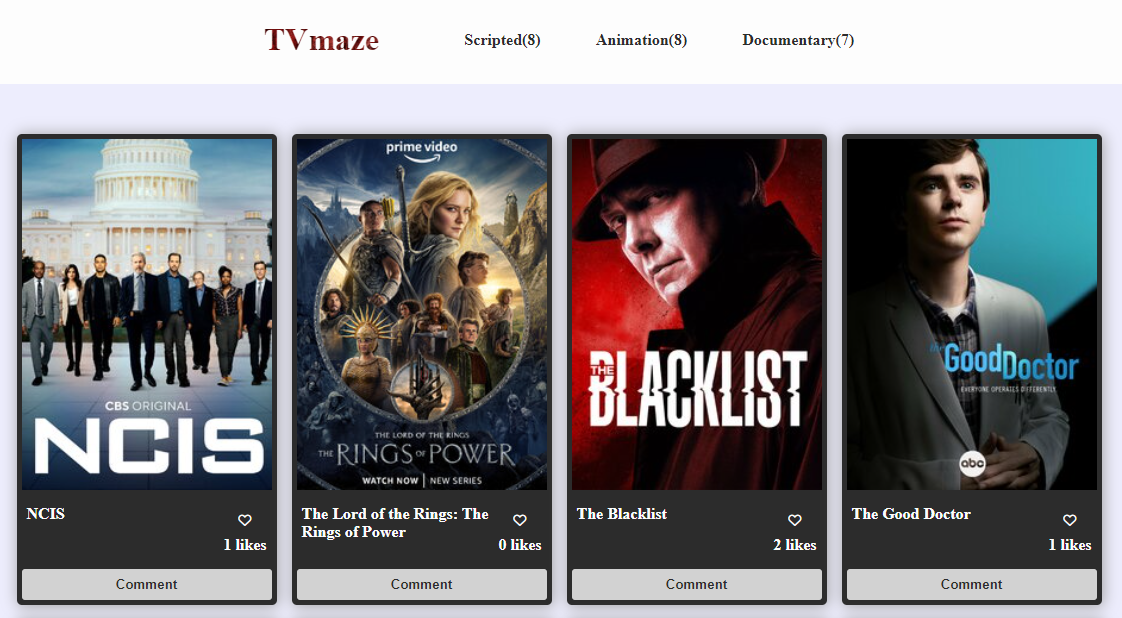 TVmaze
Scripted(8)
Animation(8)
Documentary(7)
CBS ORIGINAL
NCIS
NCIS
1 likes
Comment
prime video
THE LORD OF THE RINGS
THE RINGS OF POWER
WATCH NOW | NEW SERIES
The Lord of the Rings: The
Rings of Power
0 likes
Comment
THE
BLACKLIST
The Blacklist
2 likes
Comment
the GoodDoctor
EVERYONE OPERATES DIFFERENTLY.
abc
The Good Doctor
1 likes
Comment